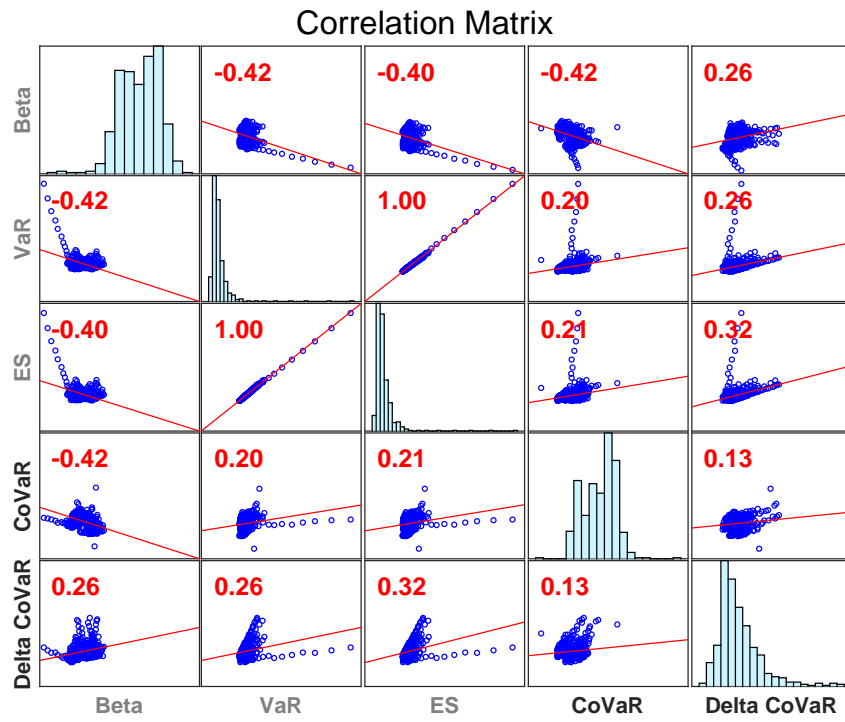 Correlation Matrix
Beta
-0.42
-0.40
-0.42
0.26
VaR
-0.42
1.00
0.20
0.26
ES
-0.40
1.00
0.21
0.32
CoVaR
-0.42
0.20
0.21
0.13
Delta CoVaR
0.26
0.26
0.32
0.13
Beta
VaR
ES
CoVaR
Delta CoVaR